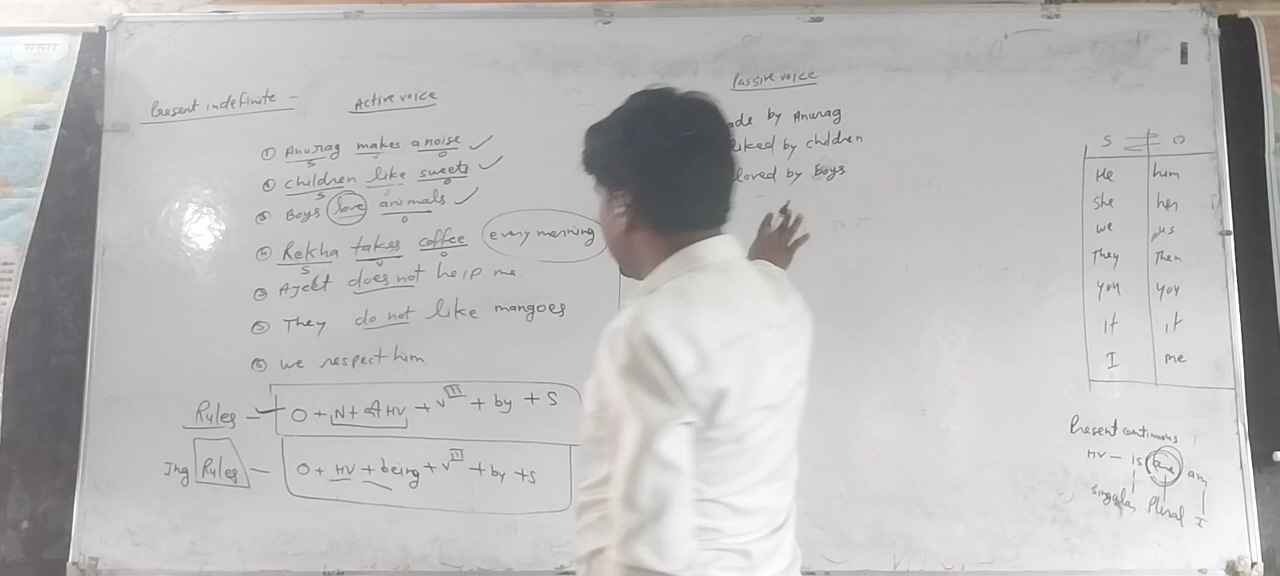 Present indefinite - Active voice
① Anurag makes a noise ✓
S V O
② children like sweets ✓
S V O
③ Boys love animals ✓
O
④ Rekha takes coffee every morning
S V O
Ajeet does not help me
⑤ They do not like mangoes
⑥ we respect him
Rules - O + N + A HV + V III + by + S
Ing Rules - O + HV + being + V III + by + S
Passive voice
ade by Anurag
liked by children
loved by Boys
S O
He him
she her
we us
They Them
you you
It it
I me
Present continuous
HV - is are am
singular Plural I